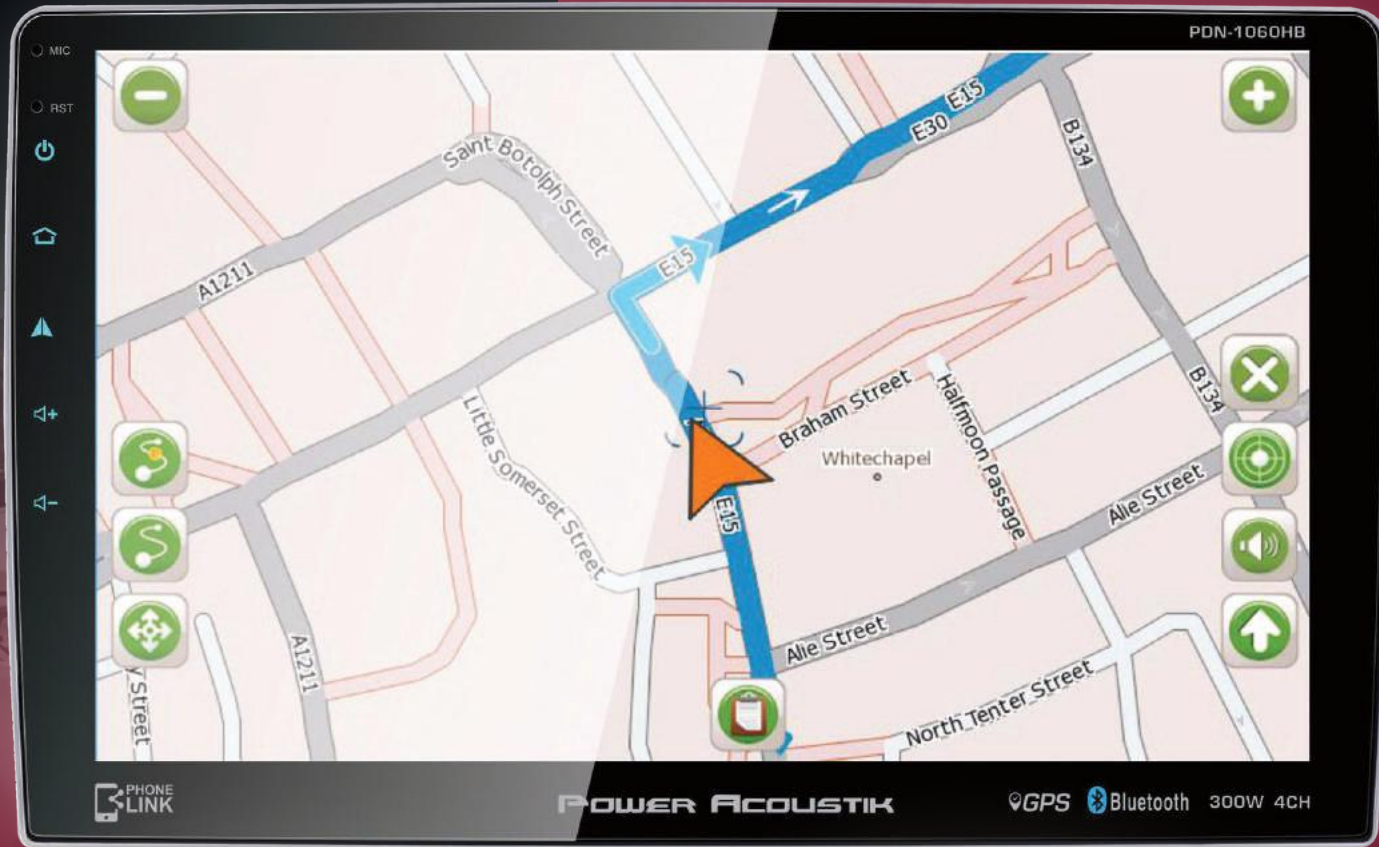 PDN-1060HB
MIC
RST
E15
E30
B134
Saint Botolph Street
E15
A1211
B134
Braham Street
Halfmoon Passage
Whitechapel
Little Somerset Street
E15
Alie Street
Alie Street
A1211
y Street
North Tenter Street
PHONE
LINK
POWER ACOUSTIK
GPS
Bluetooth
300W 4CH